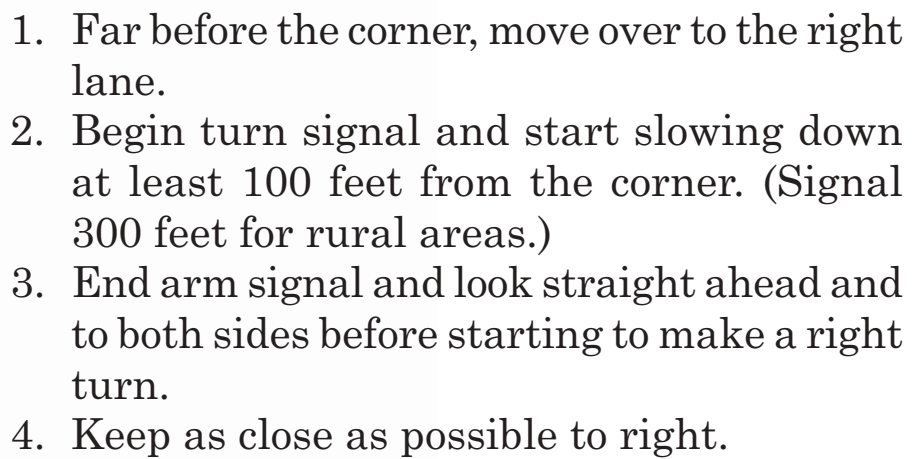 1. Far before the corner, move over to the right
lane.
2. Begin turn signal and start slowing down
at least 100 feet from the corner. (Signal
300 feet for rural areas.)
3. End arm signal and look straight ahead and
to both sides before starting to make a right
turn.
4. Keep as close as possible to right.